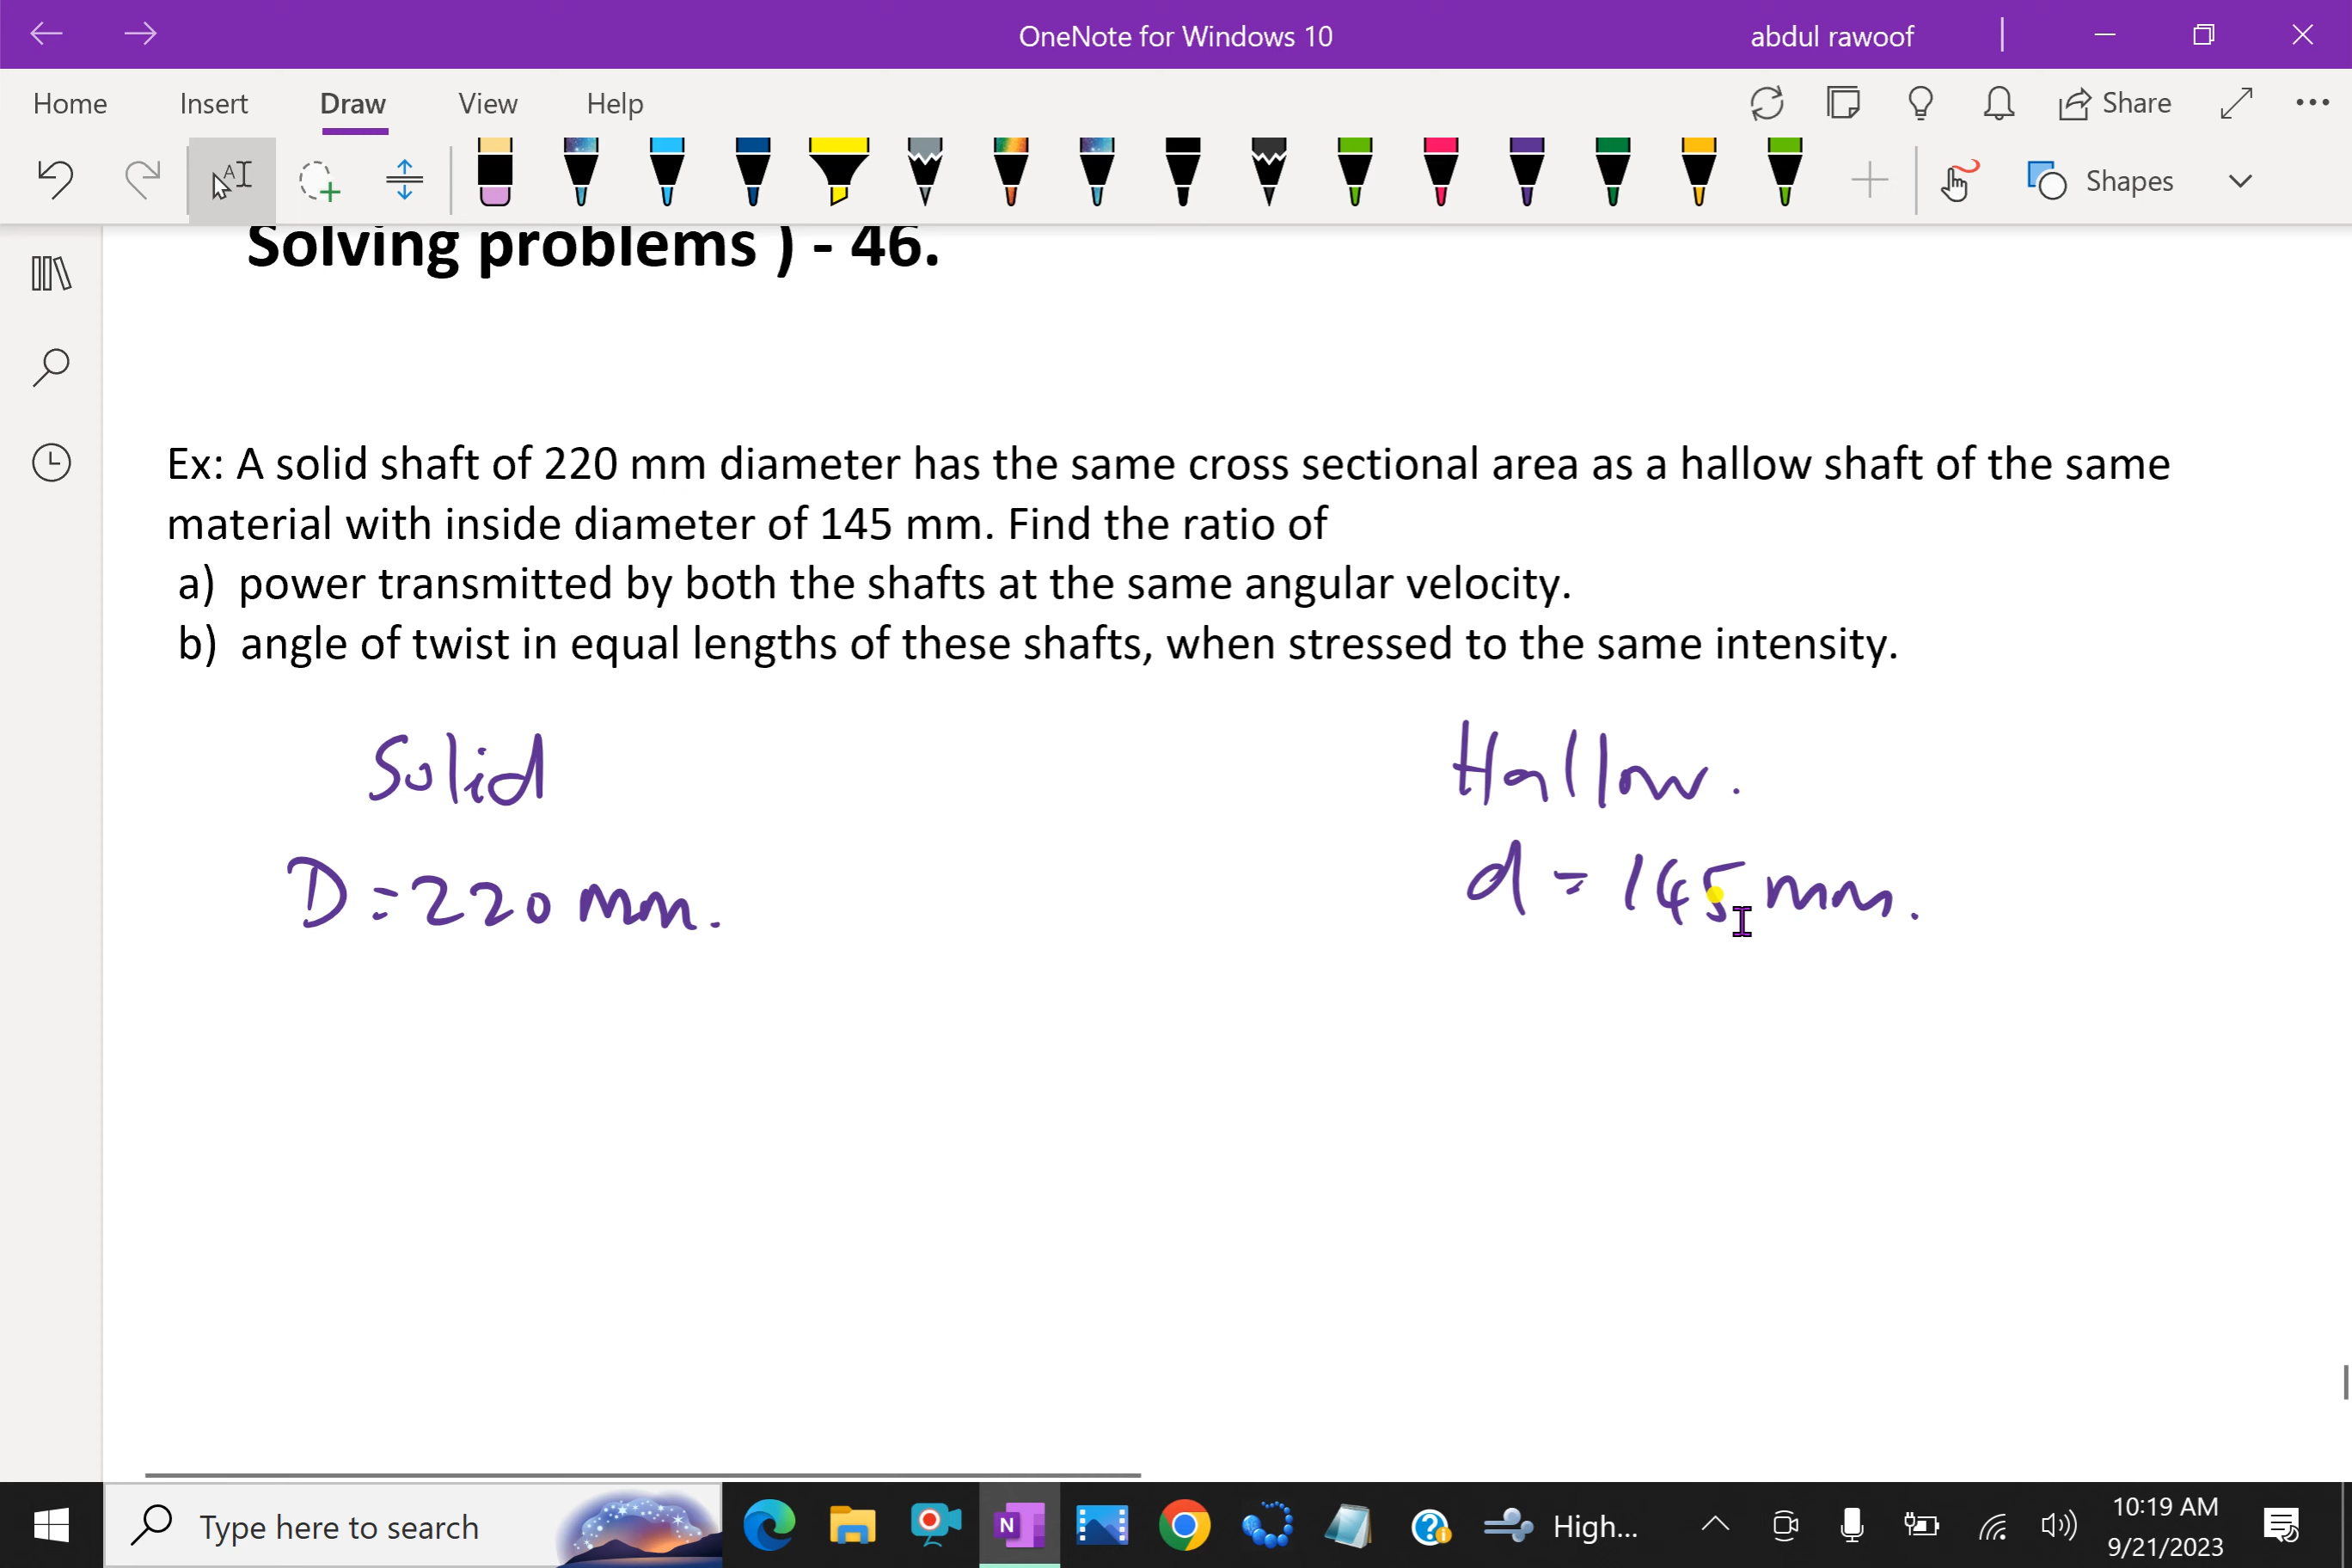 OneNote for Windows 10
abdul rawoof
Home Insert Draw View Help
Share
Shapes
Solving problems ) - 46.
Ex: A solid shaft of 220 mm diameter has the same cross sectional area as a hallow shaft of the same
material with inside diameter of 145 mm. Find the ratio of
a) power transmitted by both the shafts at the same angular velocity.
b) angle of twist in equal lengths of these shafts, when stressed to the same intensity.
Solid Hallow.
D = 220 mm. d = 145 mm.
Type here to search
High...
10:19 AM
9/21/2023